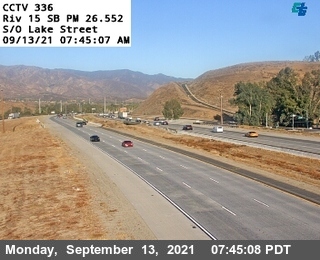 CCTV 336
Riv 15 SB PM 26.552
S/O Lake Street
09/13/21 07:45:07 AM
Monday, September 13, 2021 07:45:08 PDT